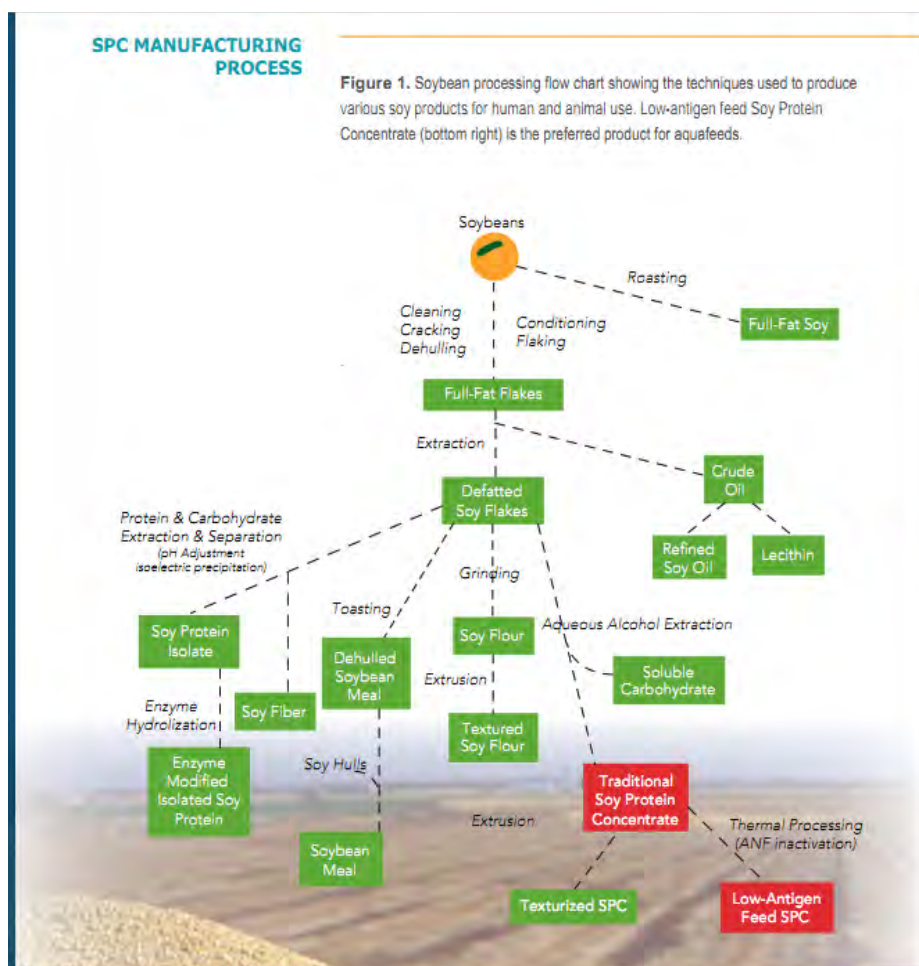 SPC MANUFACTURING
PROCESS
Figure 1. Soybean processing flow chart showing the techniques used to produce
various soy products for human and animal use. Low-antigen feed Soy Protein
Concentrate (bottom right) is the preferred product for aquafeeds.
Soybeans
Roasting
Full-Fat Soy
Cleaning
Cracking
Dehulling
Conditioning
Flaking
Full-Fat Flakes
Extraction
Crude
Oil
Defatted
Soy Flakes
Refined
Soy Oil
Lecithin
Protein & Carbohydrate
Extraction & Separation
(pH Adjustment
isoelectric precipitation)
Grinding
Toasting
Soy Protein
Isolate
Soy Flour
Aqueous Alcohol Extraction
Dehulled
Soybean
Meal
Soluble
Carbohydrate
Extrusion
Enzyme
Hydrolization
Soy Fiber
Textured
Soy Flour
Enzyme
Modified
Isolated Soy
Protein
Soy Hulls
Traditional
Soy Protein
Concentrate
Extrusion
Thermal Processing
(ANF inactivation)
Soybean
Meal
Texturized SPC
Low-Antigen
Feed SPC